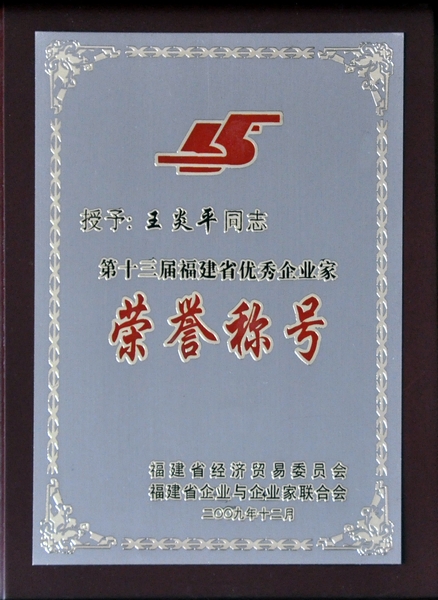 授予：王炎平同志
第十三届福建省优秀企业家
荣誉称号
福建省经济贸易委员会
福建省企业与企业家联合会
二〇〇九年十二月